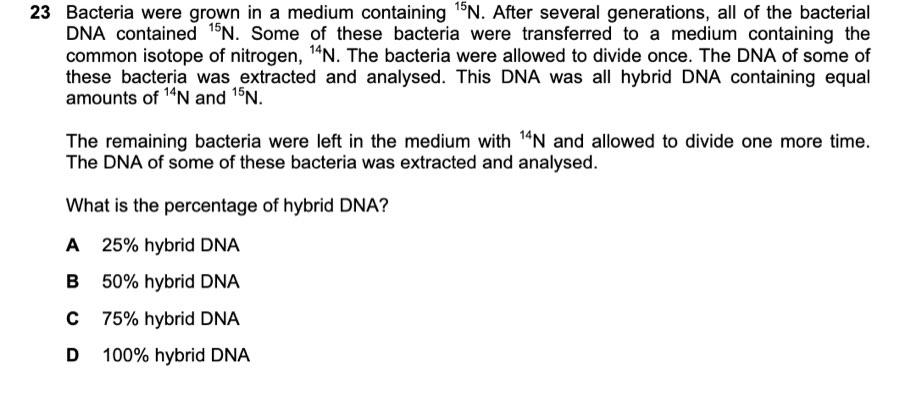 23 Bacteria were grown in a medium containing ¹⁵N. After several generations, all of the bacterial
DNA contained ¹⁵N. Some of these bacteria were transferred to a medium containing the
common isotope of nitrogen, ¹⁴N. The bacteria were allowed to divide once. The DNA of some of
these bacteria was extracted and analysed. This DNA was all hybrid DNA containing equal
amounts of ¹⁴N and ¹⁵N.
The remaining bacteria were left in the medium with ¹⁴N and allowed to divide one more time.
The DNA of some of these bacteria was extracted and analysed.
What is the percentage of hybrid DNA?
A 25% hybrid DNA
B 50% hybrid DNA
C 75% hybrid DNA
D 100% hybrid DNA